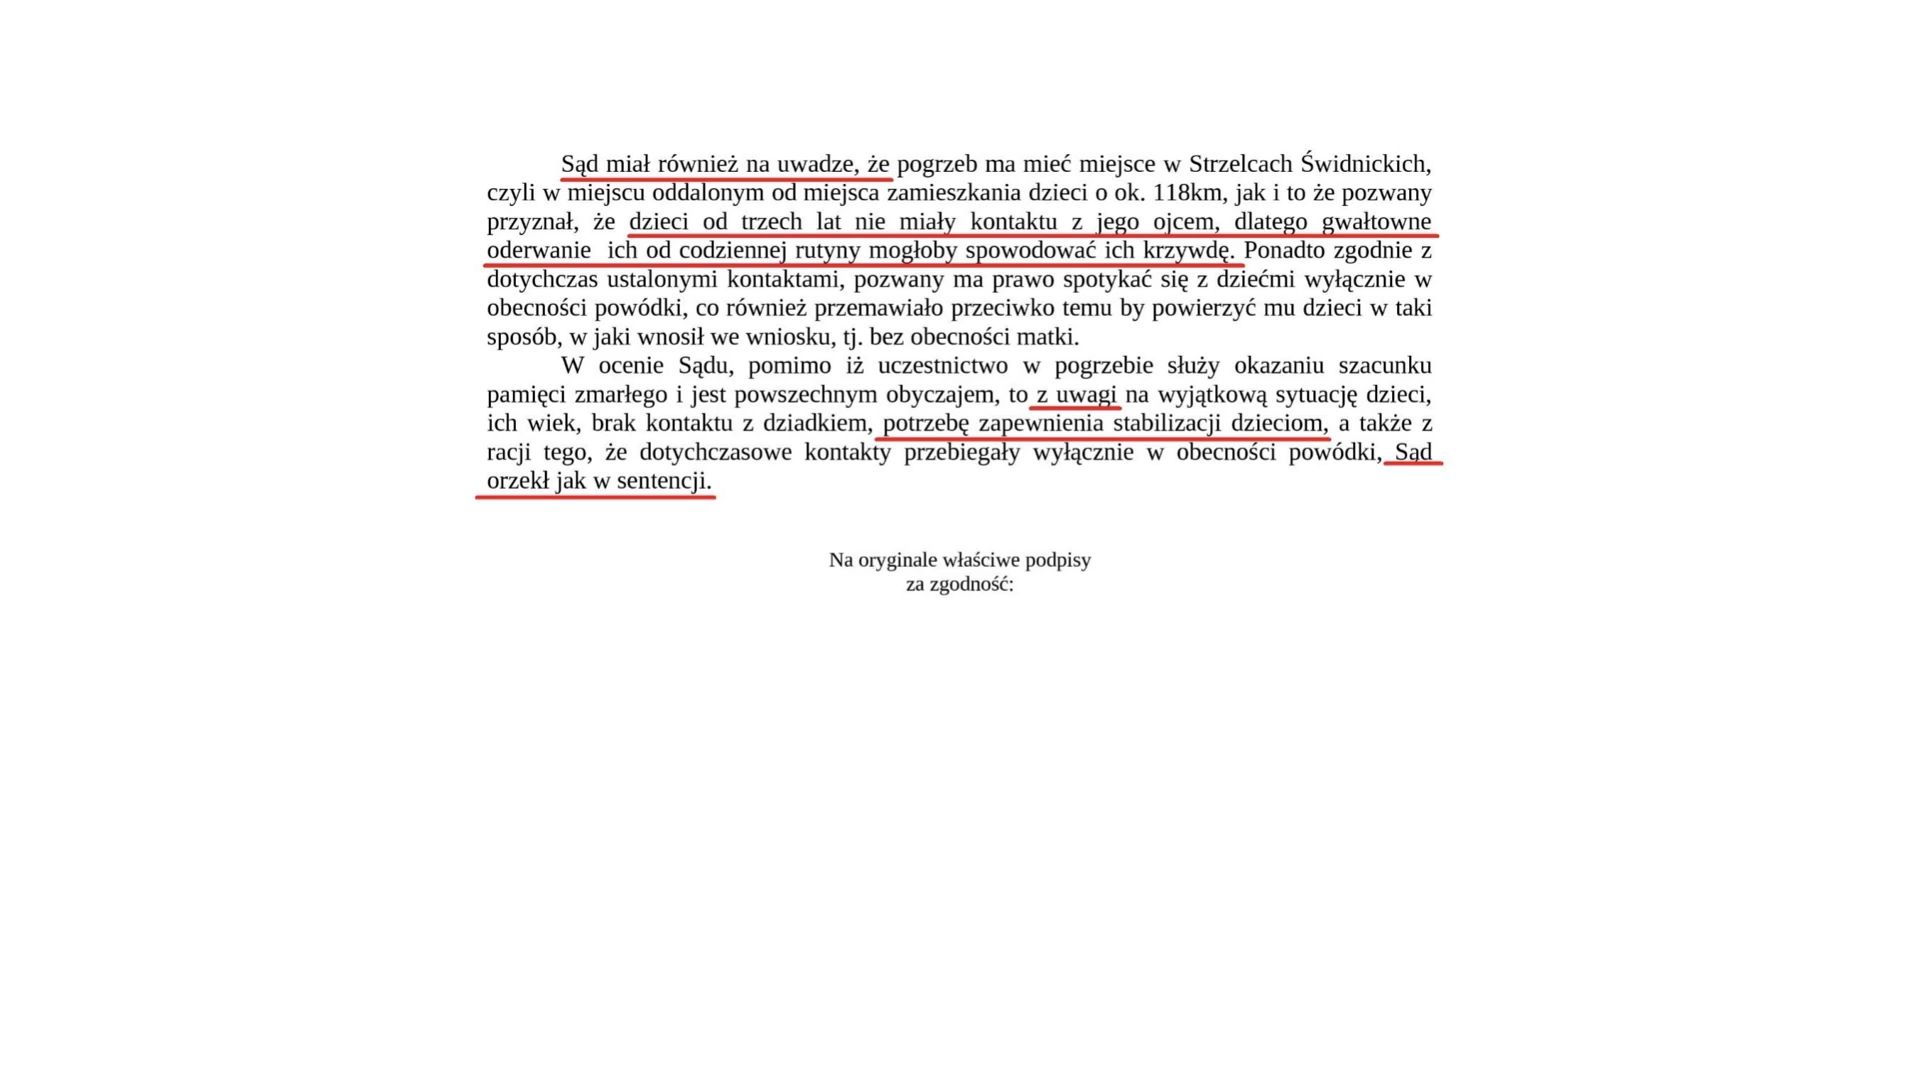 Sąd miał również na uwadze, że pogrzeb ma mieć miejsce w Strzelcach Świdnickich,
czyli w miejscu oddalonym od miejsca zamieszkania dzieci o ok. 118km, jak i to że pozwany
przyznał, że dzieci od trzech lat nie miały kontaktu z jego ojcem, dlatego gwałtowne
oderwanie ich od codziennej rutyny mogłoby spowodować ich krzywdę. Ponadto zgodnie z
dotychczas ustalonymi kontaktami, pozwany ma prawo spotykać się z dziećmi wyłącznie w
obecności powódki, co również przemawiało przeciwko temu by powierzyć mu dzieci w taki
sposób, w jaki wnosił we wniosku, tj. bez obecności matki.
W ocenie Sądu, pomimo iż uczestnictwo w pogrzebie służy okazaniu szacunku
pamięci zmarłego i jest powszechnym obyczajem, to z uwagi na wyjątkową sytuację dzieci,
ich wiek, brak kontaktu z dziadkiem, potrzebę zapewnienia stabilizacji dzieciom, a także z
racji tego, że dotychczasowe kontakty przebiegały wyłącznie w obecności powódki, Sąd
orzekł jak w sentencji.
Na oryginale właściwe podpisy
za zgodność: